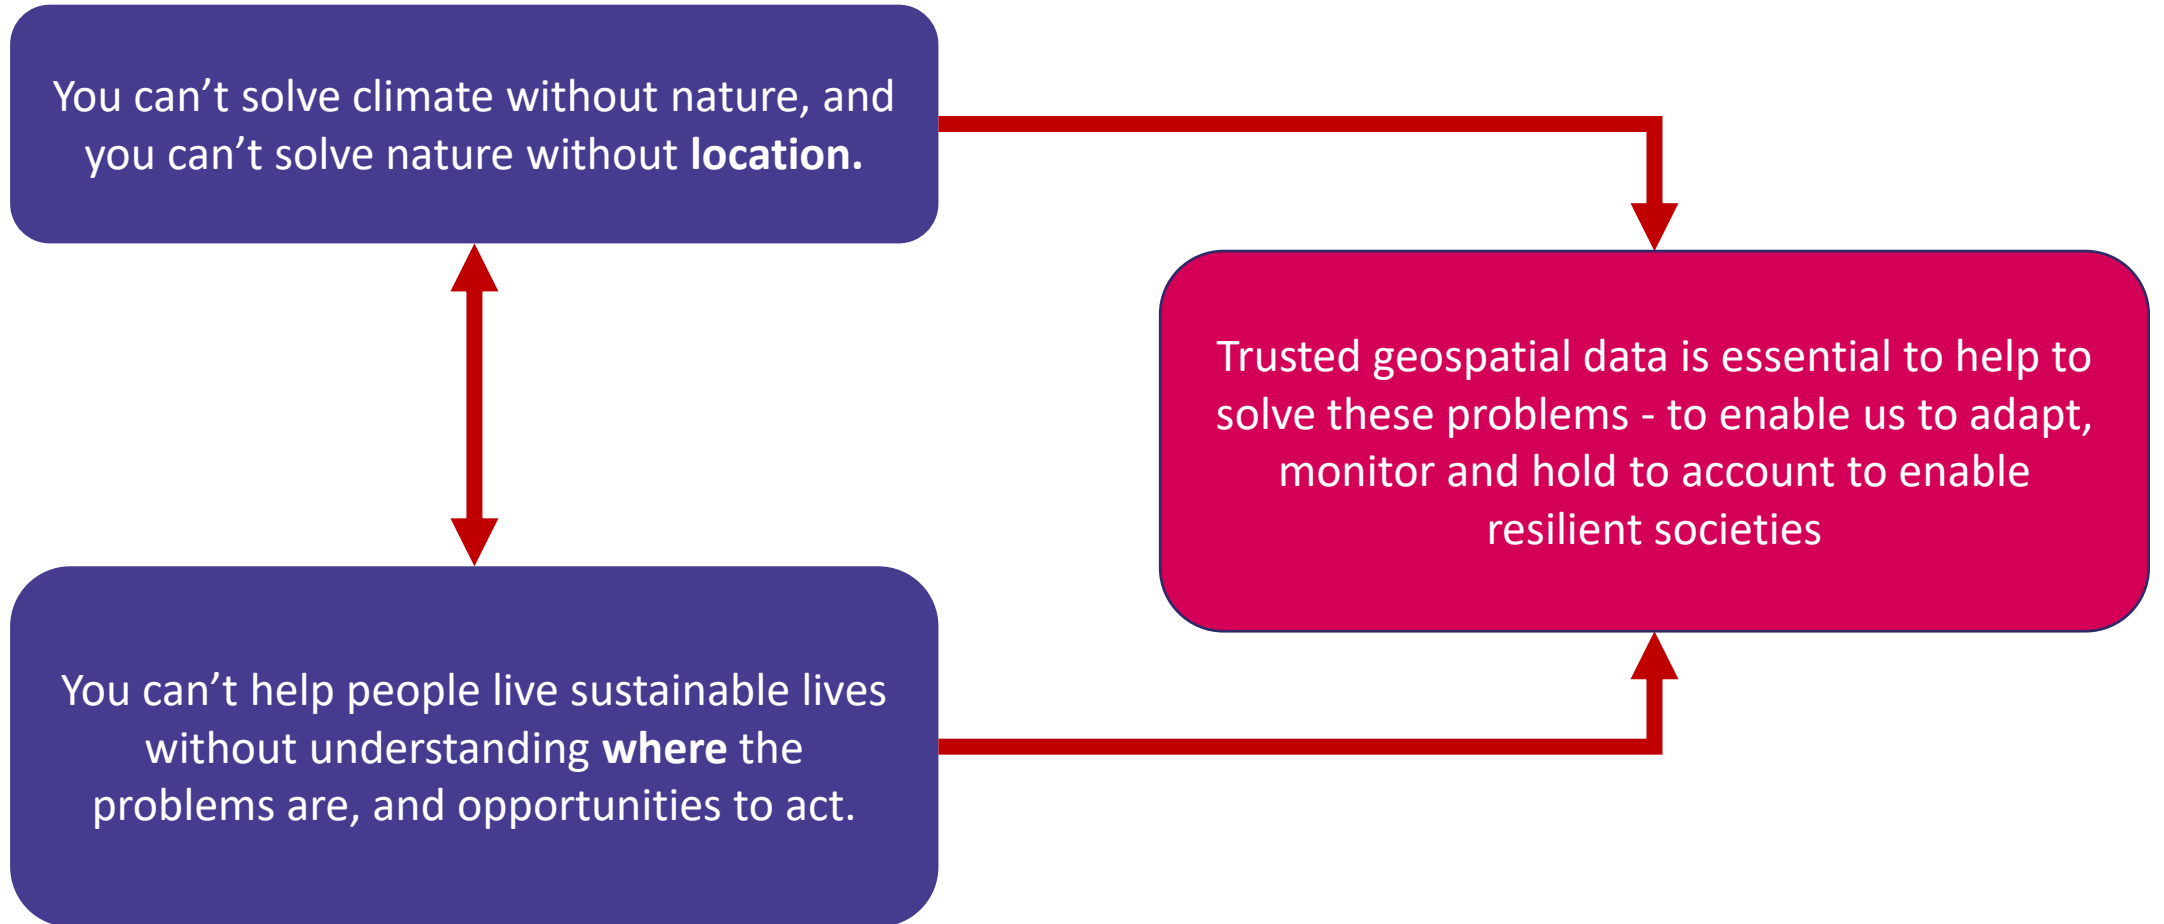 You can’t solve climate without nature, and
you can’t solve nature without location.
Trusted geospatial data is essential to help to
solve these problems - to enable us to adapt,
monitor and hold to account to enable
resilient societies
You can’t help people live sustainable lives
without understanding where the
problems are, and opportunities to act.